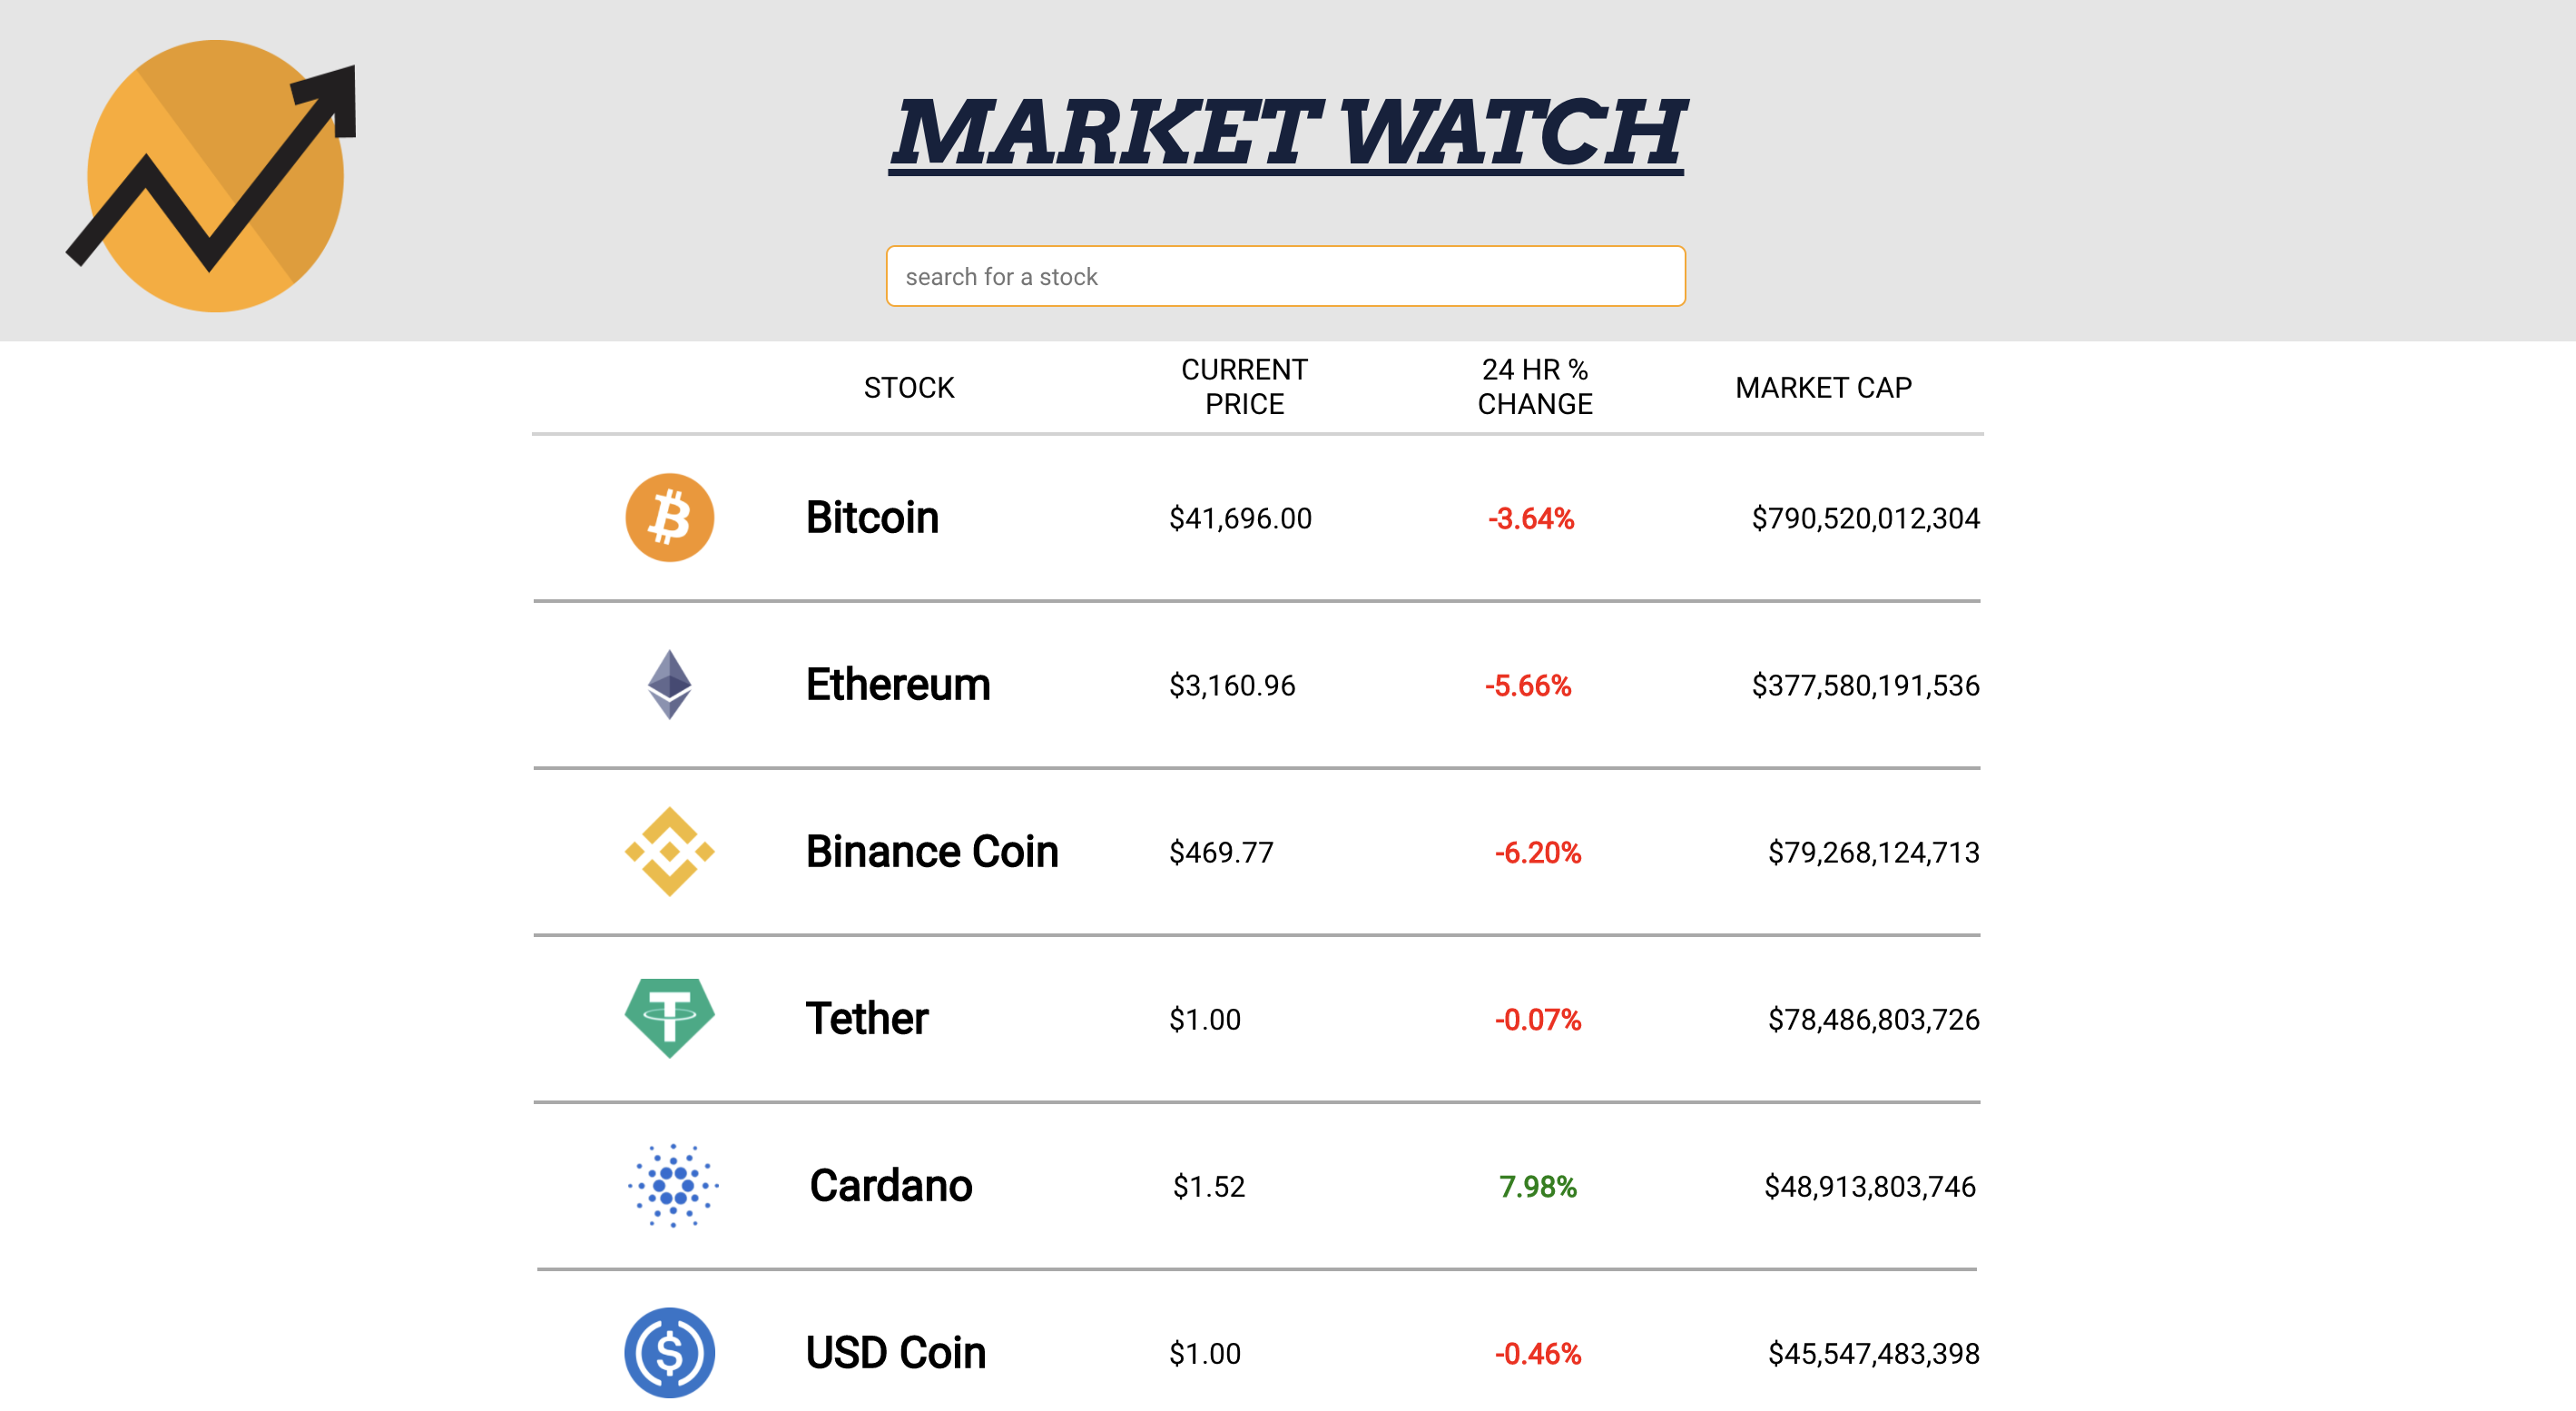 MARKET WATCH
search for a stock
STOCK
CURRENT
PRICE
24 HR %
CHANGE
MARKET CAP
Bitcoin $41,696.00 -3.64% $790,520,012,304
Ethereum $3,160.96 -5.66% $377,580,191,536
Binance Coin $469.77 -6.20% $79,268,124,713
Tether $1.00 -0.07% $78,486,803,726
Cardano $1.52 7.98% $48,913,803,746
USD Coin $1.00 -0.46% $45,547,483,398